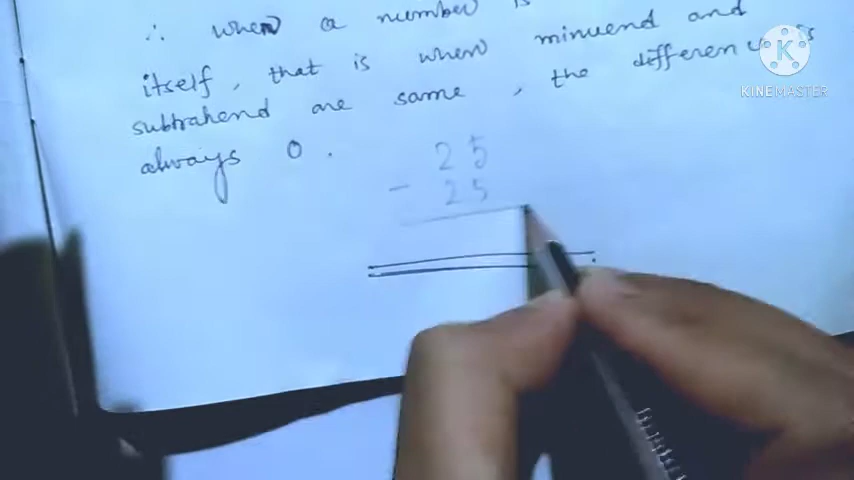 ∴ when a number is
itself, that is when minuend and
subtrahend are same, the difference is
always 0.
25
- 25
KINEMASTER